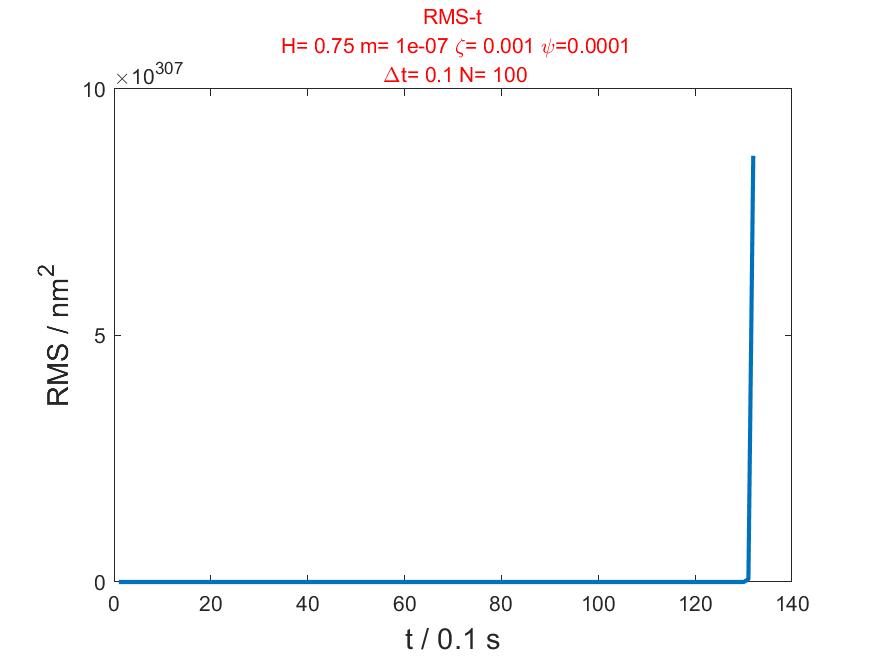 RMS-t
H= 0.75 m= 1e-07 ζ= 0.001 ψ=0.0001
Δt= 0.1 N= 100
×10^307
10
5
0
RMS / nm^2
0 20 40 60 80 100 120 140
t / 0.1 s